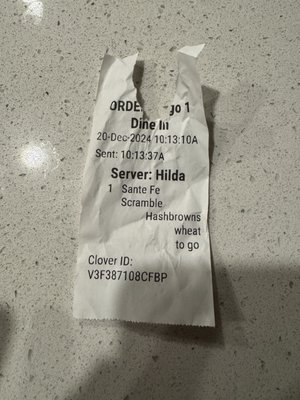 ORDER go 1
Dine In
20-Dec-2024 10:13:10A
Sent: 10:13:37A
Server: Hilda
1 Sante Fe
Scramble
Hashbrowns
wheat
to go
Clover ID:
V3F387108CFBP